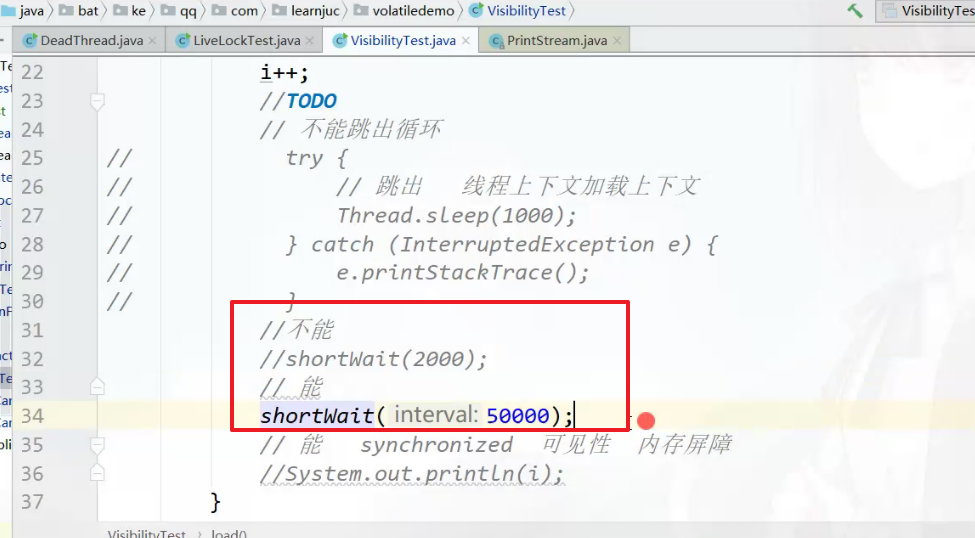 java bat ke qq com learnjuc volatiledemo VisibilityTest VisibilityTest
DeadThread.java LiveLockTest.java VisibilityTest.java PrintStream.java
22 i++;
23 //TODO
24 // 不能跳出循环
25 // try {
26 // // 跳出 线程上下文加载上下文
27 // Thread.sleep(1000);
28 // } catch (InterruptedException e) {
29 // e.printStackTrace();
30 // }
31 //不能
32 //shortWait(2000);
33 // 能
34 shortWait( interval: 50000);
35 // 能 synchronized 可见性 内存屏障
36 //System.out.println(i);
37 }
VisibilityTest › load()